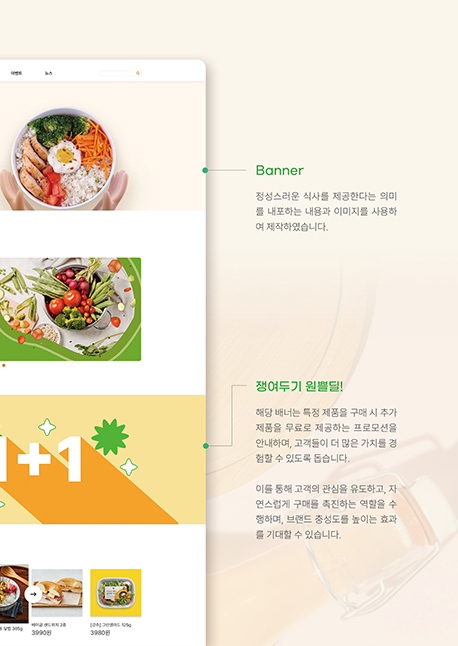 이벤트
뉴스
Banner
정성스러운 식사를 제공한다는 의미
를 내포하는 내용과 이미지를 사용하
여 제작하였습니다.
쟁여두기 원쁠딜!
해당 배너는 특정 제품을 구매 시 추가
제품을 무료로 제공하는 프로모션을
안내하며, 고객들이 더 많은 가치를 경
험할 수 있도록 돕습니다.
이를 통해 고객의 관심을 유도하고, 자
연스럽게 구매를 촉진하는 역할을 수
행하며, 브랜드 충성도를 높이는 효과
를 기대할 수 있습니다.
1+1
덮밥 385g
베이글 샌드위치 2종
3990원
[강추] 그린샐러드 125g
3980원